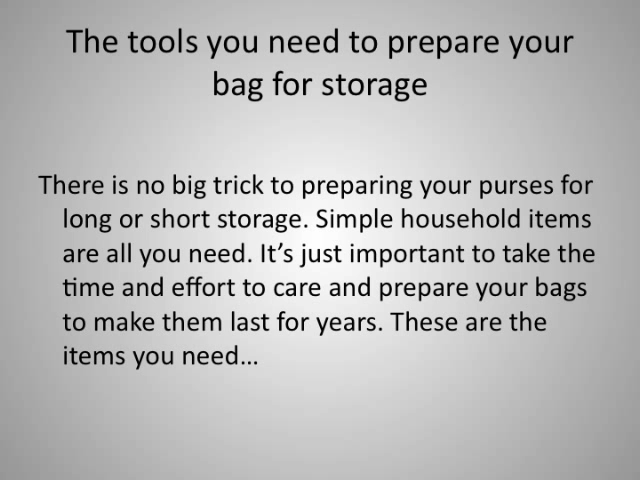 The tools you need to prepare your
bag for storage
There is no big trick to preparing your purses for
long or short storage. Simple household items
are all you need. It’s just important to take the
time and effort to care and prepare your bags
to make them last for years. These are the
items you need…